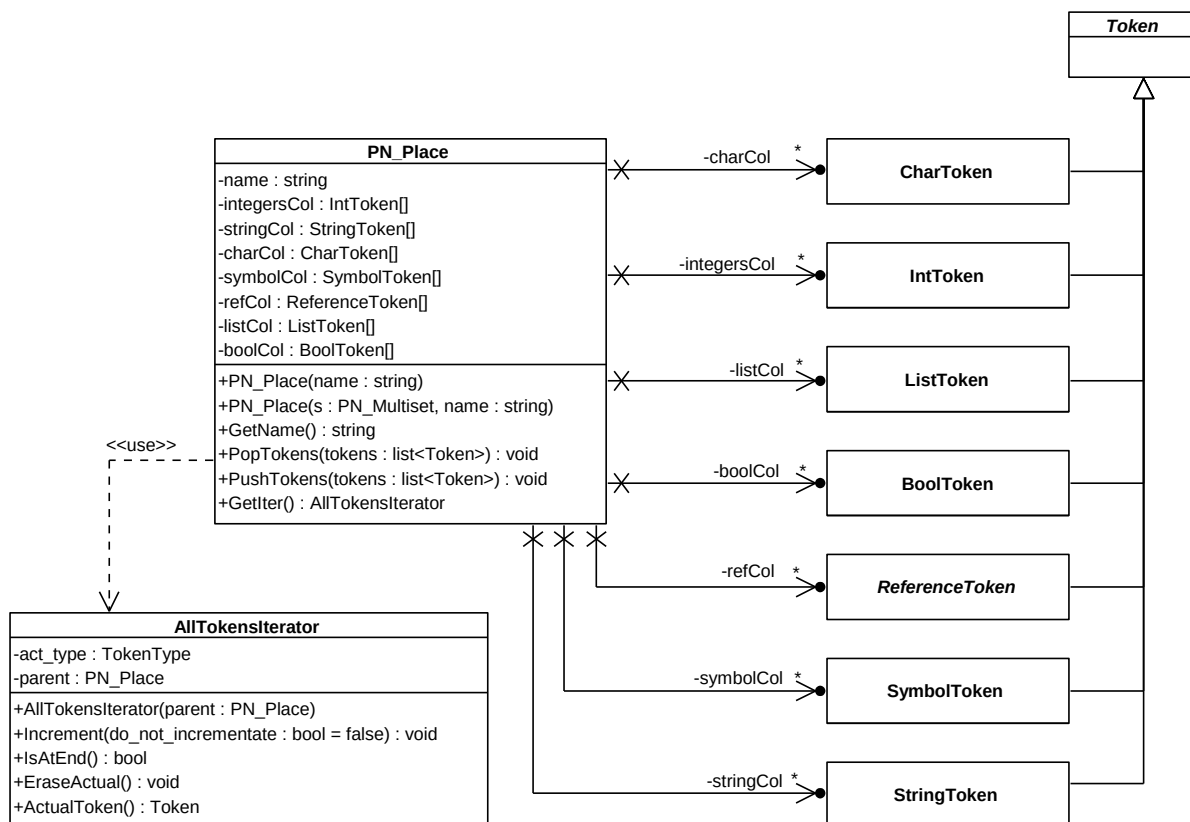 Token
PN_Place
-name : string
-integersCol : IntToken[]
-stringCol : StringToken[]
-charCol : CharToken[]
-symbolCol : SymbolToken[]
-refCol : ReferenceToken[]
-listCol : ListToken[]
-boolCol : BoolToken[]
+PN_Place(name : string)
+PN_Place(s : PN_Multiset, name : string)
+GetName() : string
+PopTokens(tokens : list<Token>) : void
+PushTokens(tokens : list<Token>) : void
+GetIter() : AllTokensIterator
-charCol *
CharToken
-integersCol *
IntToken
-listCol *
ListToken
-boolCol *
BoolToken
-refCol *
ReferenceToken
-symbolCol *
SymbolToken
-stringCol *
StringToken
<<use>>
AllTokensIterator
-act_type : TokenType
-parent : PN_Place
+AllTokensIterator(parent : PN_Place)
+Increment(do_not_incrementate : bool = false) : void
+IsAtEnd() : bool
+EraseActual() : void
+ActualToken() : Token